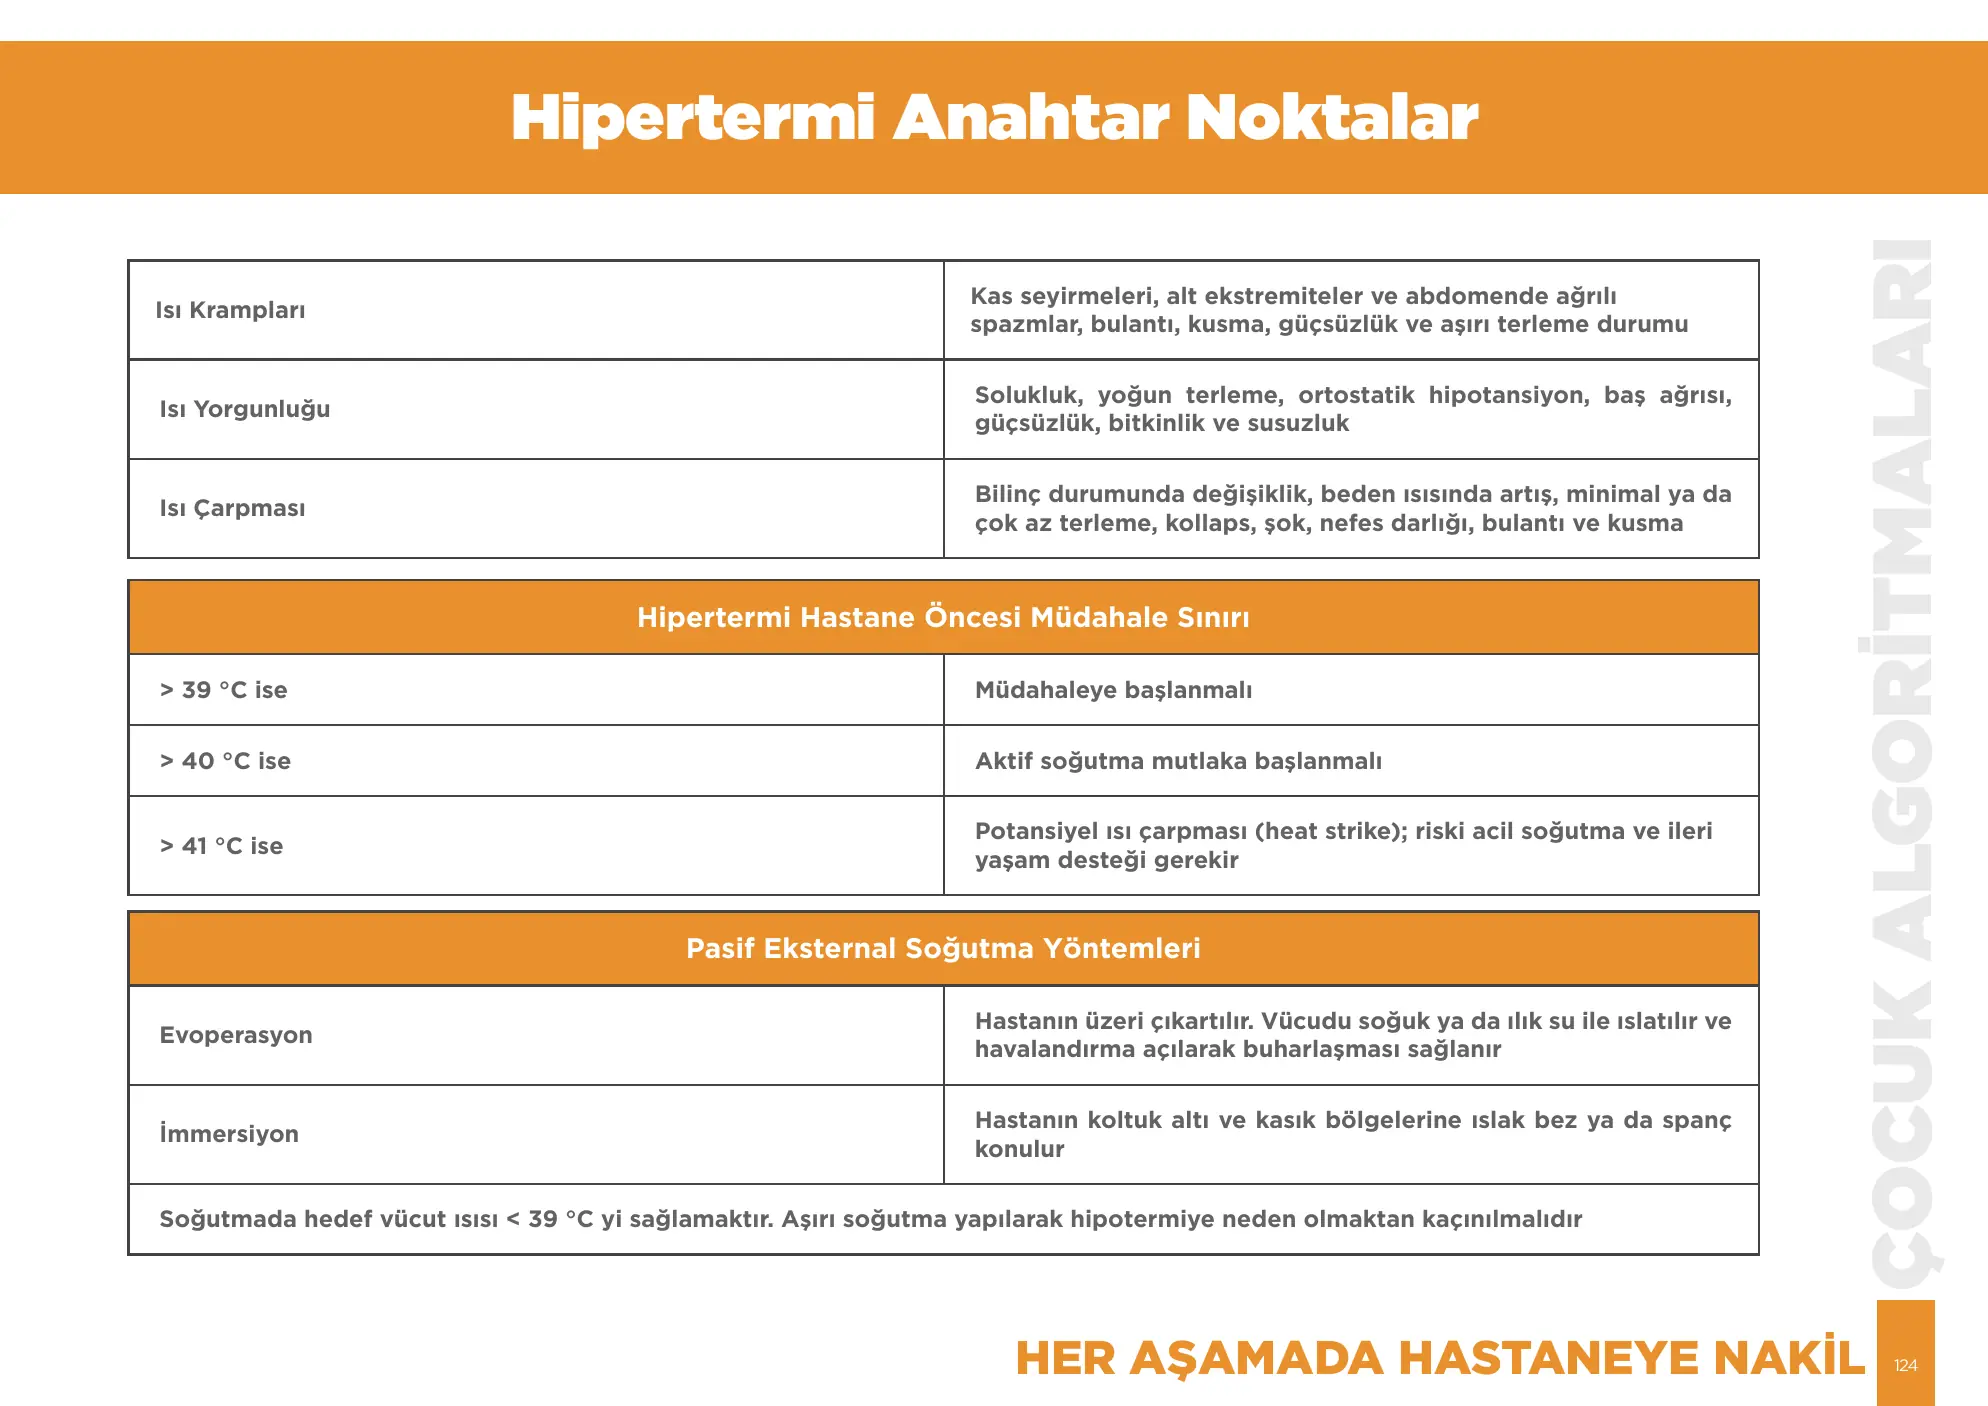 Hipertermi Anahtar Noktalar
Isı Krampları
Kas seyirmeleri, alt ekstremiteler ve abdomende ağrılı
spazmlar, bulantı, kusma, güçsüzlük ve aşırı terleme durumu
Isı Yorgunluğu
Solukluk, yoğun terleme, ortostatik hipotansiyon, baş ağrısı,
güçsüzlük, bitkinlik ve susuzluk
Isı Çarpması
Bilinç durumunda değişiklik, beden ısısında artış, minimal ya da
çok az terleme, kollaps, şok, nefes darlığı, bulantı ve kusma
Hipertermi Hastane Öncesi Müdahale Sınırı
> 39 °C ise
Müdahaleye başlanmalı
> 40 °C ise
Aktif soğutma mutlaka başlanmalı
> 41 °C ise
Potansiyel ısı çarpması (heat strike); riski acil soğutma ve ileri
yaşam desteği gerekir
Pasif Eksternal Soğutma Yöntemleri
Evoperasyon
Hastanın üzeri çıkartılır. Vücudu soğuk ya da ılık su ile ıslatılır ve
havalandırma açılarak buharlaşması sağlanır
İmmersiyon
Hastanın koltuk altı ve kasık bölgelerine ıslak bez ya da spanç
konulur
Soğutmada hedef vücut ısısı < 39 °C yi sağlamaktır. Aşırı soğutma yapılarak hipotermiye neden olmaktan kaçınılmalıdır
ÇOCUK ALGORİTMALARI
HER AŞAMADA HASTANEYE NAKİL
124